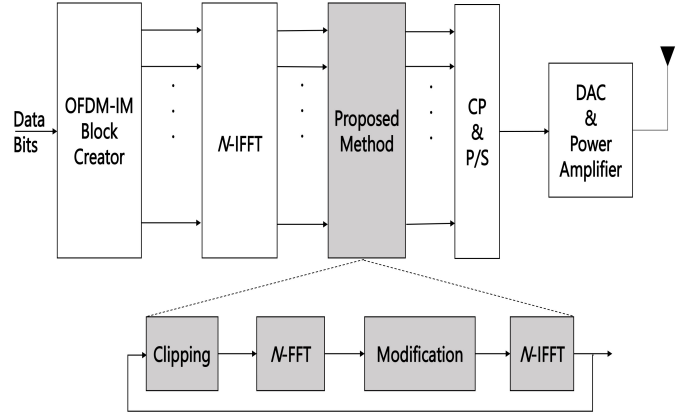 Data
Bits
OFDM-IM
Block
Creator
N-IFFT
Proposed
Method
CP
&
P/S
DAC
&
Power
Amplifier
Clipping
N-FFT
Modification
N-IFFT